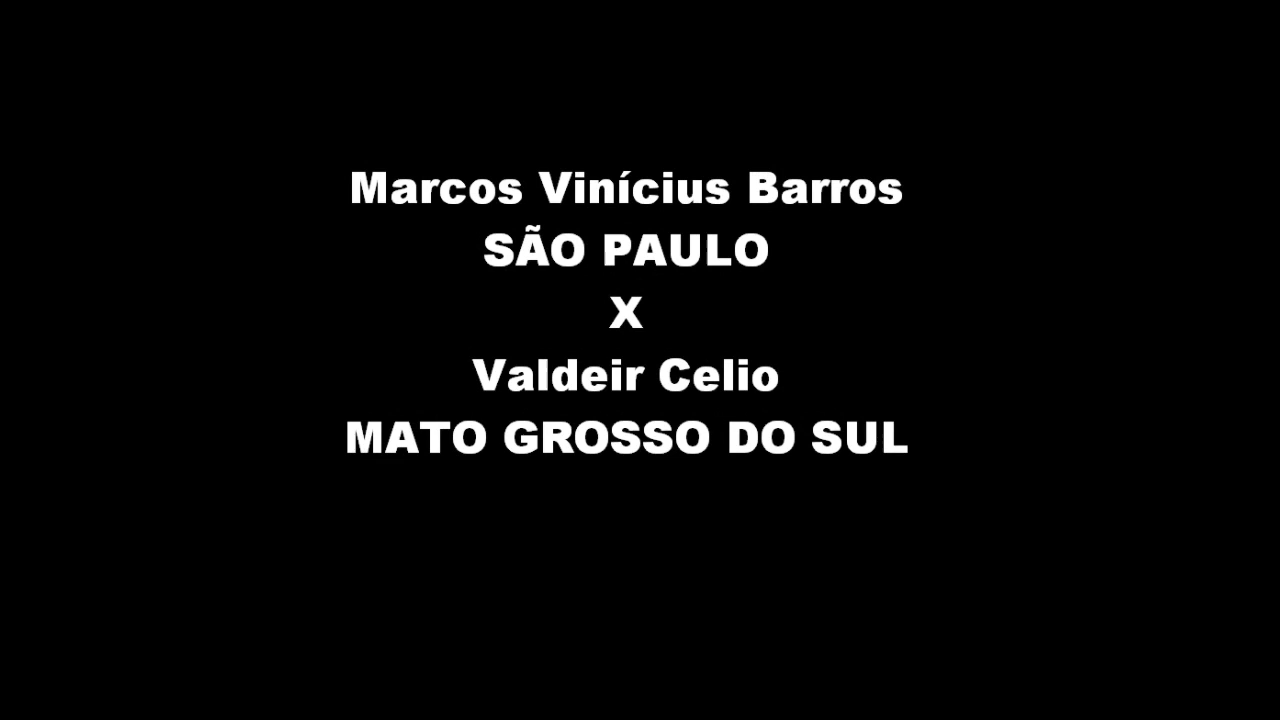 Marcos Vinícius Barros
SÃO PAULO
X
Valdeir Celio
MATO GROSSO DO SUL